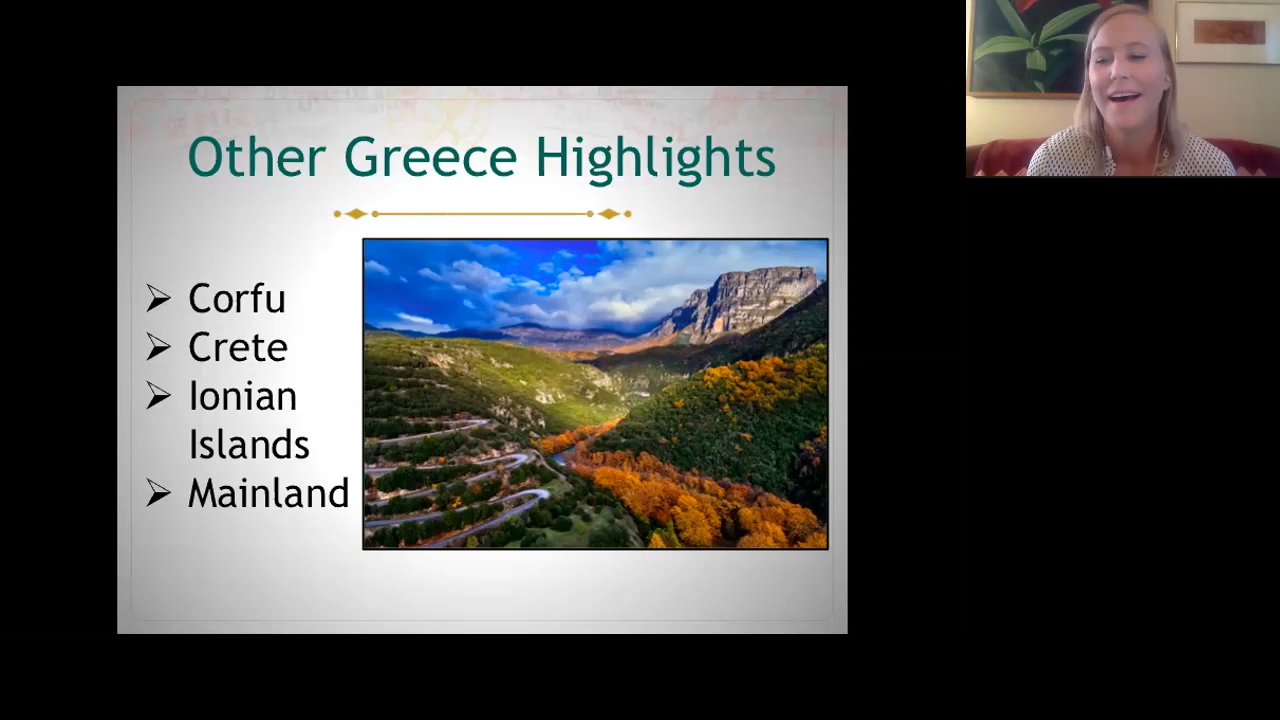 Other Greece Highlights
Corfu
Crete
Ionian
Islands
Mainland